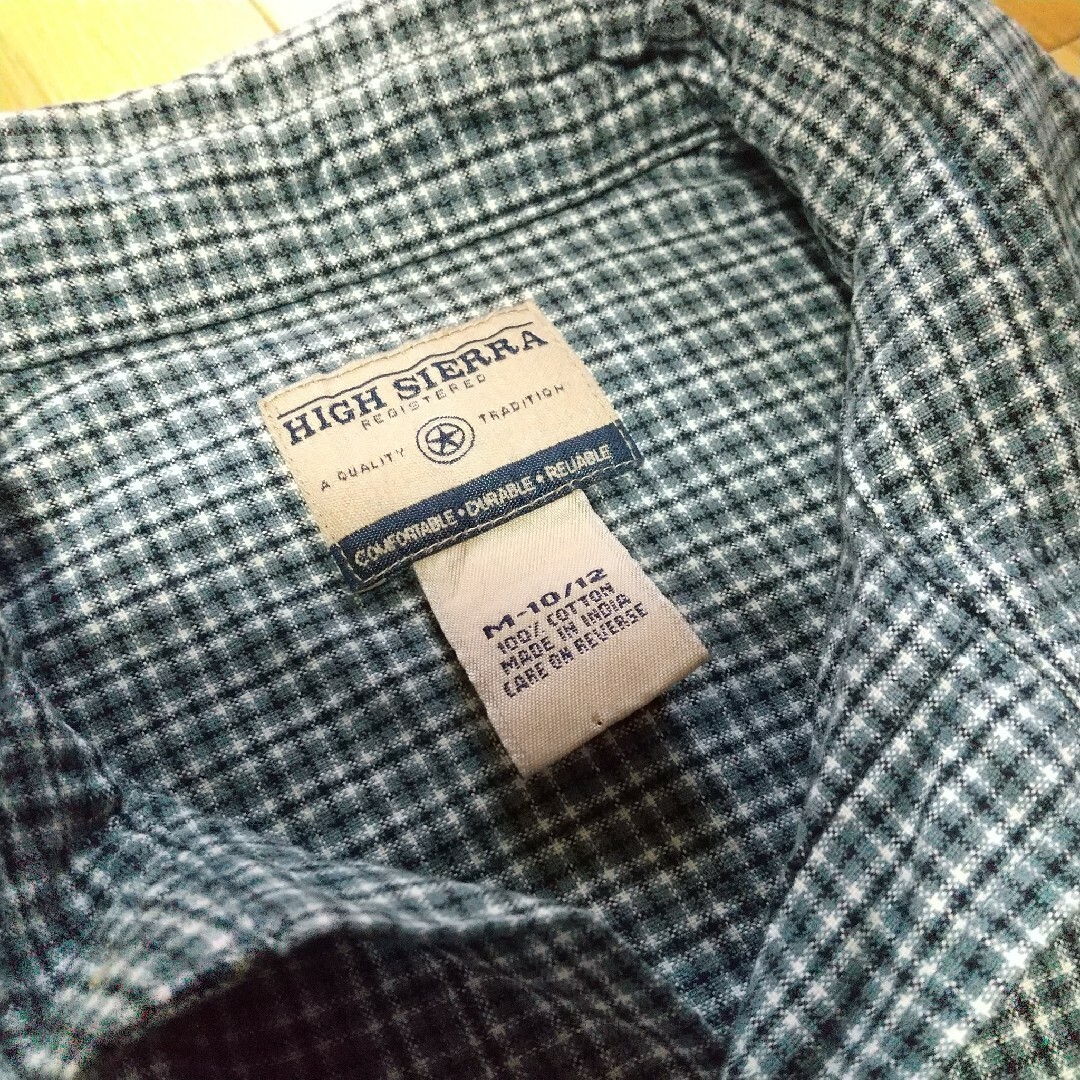 HIGH SIERRA
REGISTERED
A QUALITY TRADITION
COMFORTABLE • DURABLE • RELIABLE
M-10/12
100% COTTON
MADE IN INDIA
CARE ON REVERSE